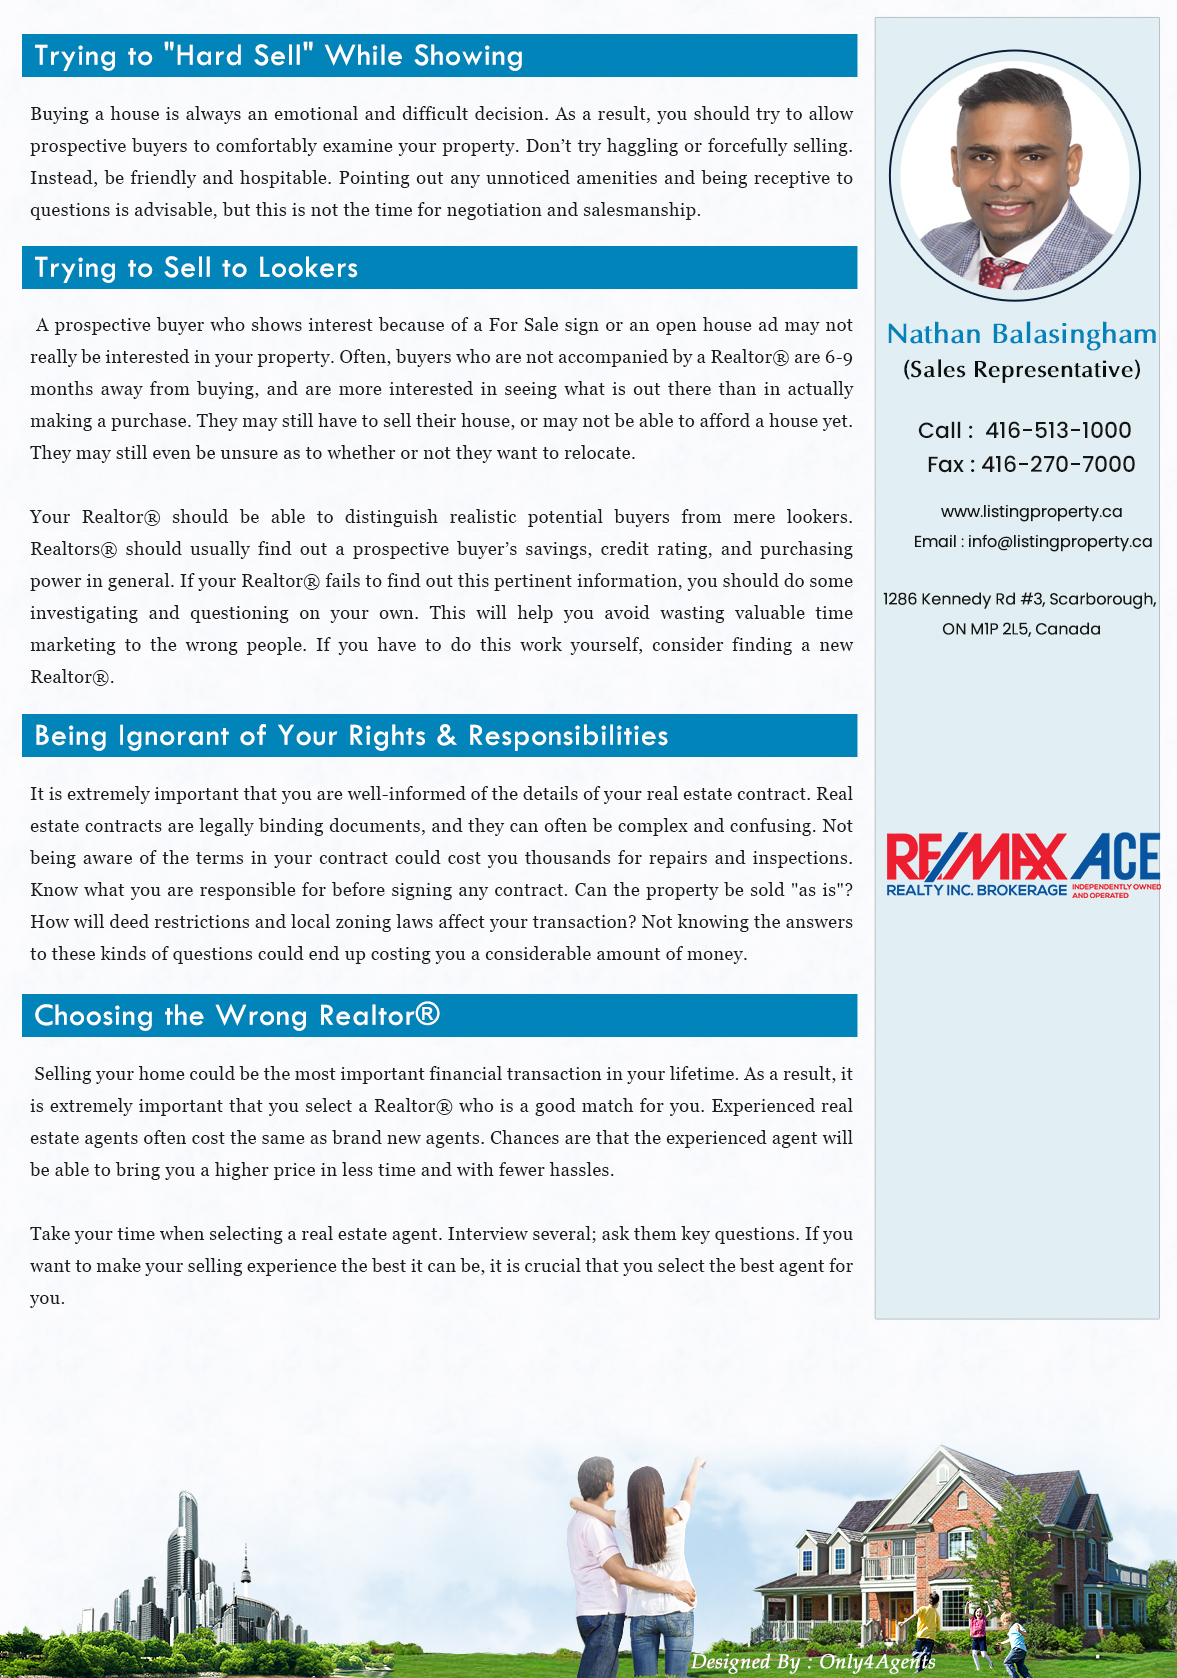 Trying to "Hard Sell" While Showing
Buying a house is always an emotional and difficult decision. As a result, you should try to allow
prospective buyers to comfortably examine your property. Don’t try haggling or forcefully selling.
Instead, be friendly and hospitable. Pointing out any unnoticed amenities and being receptive to
questions is advisable, but this is not the time for negotiation and salesmanship.
Trying to Sell to Lookers
A prospective buyer who shows interest because of a For Sale sign or an open house ad may not
really be interested in your property. Often, buyers who are not accompanied by a Realtor® are 6-9
months away from buying, and are more interested in seeing what is out there than in actually
making a purchase. They may still have to sell their house, or may not be able to afford a house yet.
They may still even be unsure as to whether or not they want to relocate.
Your Realtor® should be able to distinguish realistic potential buyers from mere lookers.
Realtors® should usually find out a prospective buyer’s savings, credit rating, and purchasing
power in general. If your Realtor® fails to find out this pertinent information, you should do some
investigating and questioning on your own. This will help you avoid wasting valuable time
marketing to the wrong people. If you have to do this work yourself, consider finding a new
Realtor®.
Being Ignorant of Your Rights & Responsibilities
It is extremely important that you are well-informed of the details of your real estate contract. Real
estate contracts are legally binding documents, and they can often be complex and confusing. Not
being aware of the terms in your contract could cost you thousands for repairs and inspections.
Know what you are responsible for before signing any contract. Can the property be sold "as is"?
How will deed restrictions and local zoning laws affect your transaction? Not knowing the answers
to these kinds of questions could end up costing you a considerable amount of money.
Choosing the Wrong Realtor®
Selling your home could be the most important financial transaction in your lifetime. As a result, it
is extremely important that you select a Realtor® who is a good match for you. Experienced real
estate agents often cost the same as brand new agents. Chances are that the experienced agent will
be able to bring you a higher price in less time and with fewer hassles.
Take your time when selecting a real estate agent. Interview several; ask them key questions. If you
want to make your selling experience the best it can be, it is crucial that you select the best agent for
you.
Nathan Balasingham
(Sales Representative)
Call : 416-513-1000
Fax : 416-270-7000
www.listingproperty.ca
Email : info@listingproperty.ca
1286 Kennedy Rd #3, Scarborough,
ON M1P 2L5, Canada
RE/MAX ACE
REALTY INC. BROKERAGE INDEPENDENTLY OWNED
AND OPERATED
Designed By : Only4Agents